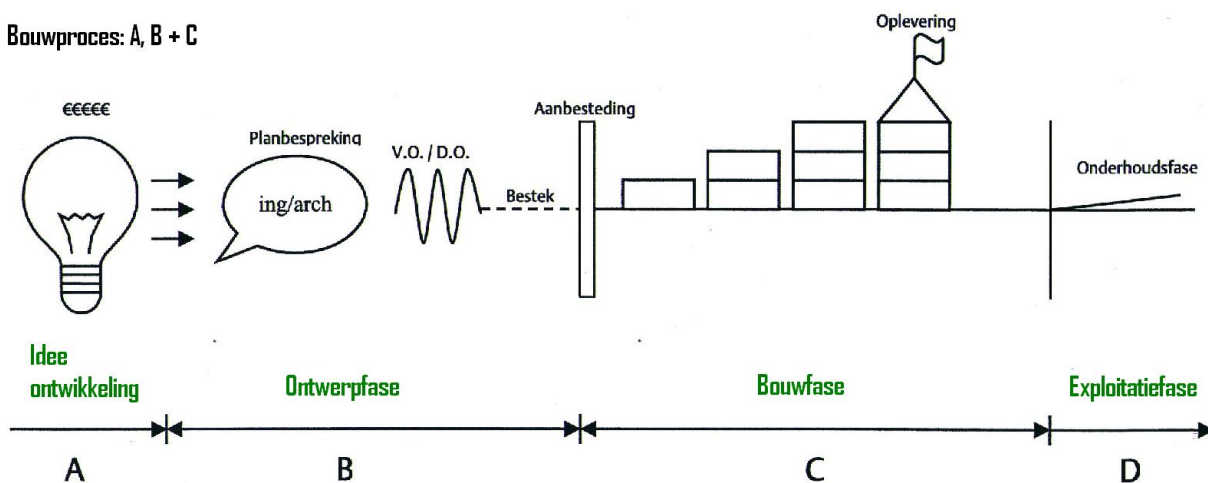 Bouwproces: A, B + C
€€€€€
Planbespreking
ing/arch
V.O. / D.O.
Bestek
Aanbesteding
Oplevering
Onderhoudsfase
Idee
ontwikkeling
Ontwerpfase
Bouwfase
Exploitatiefase
A
B
C
D